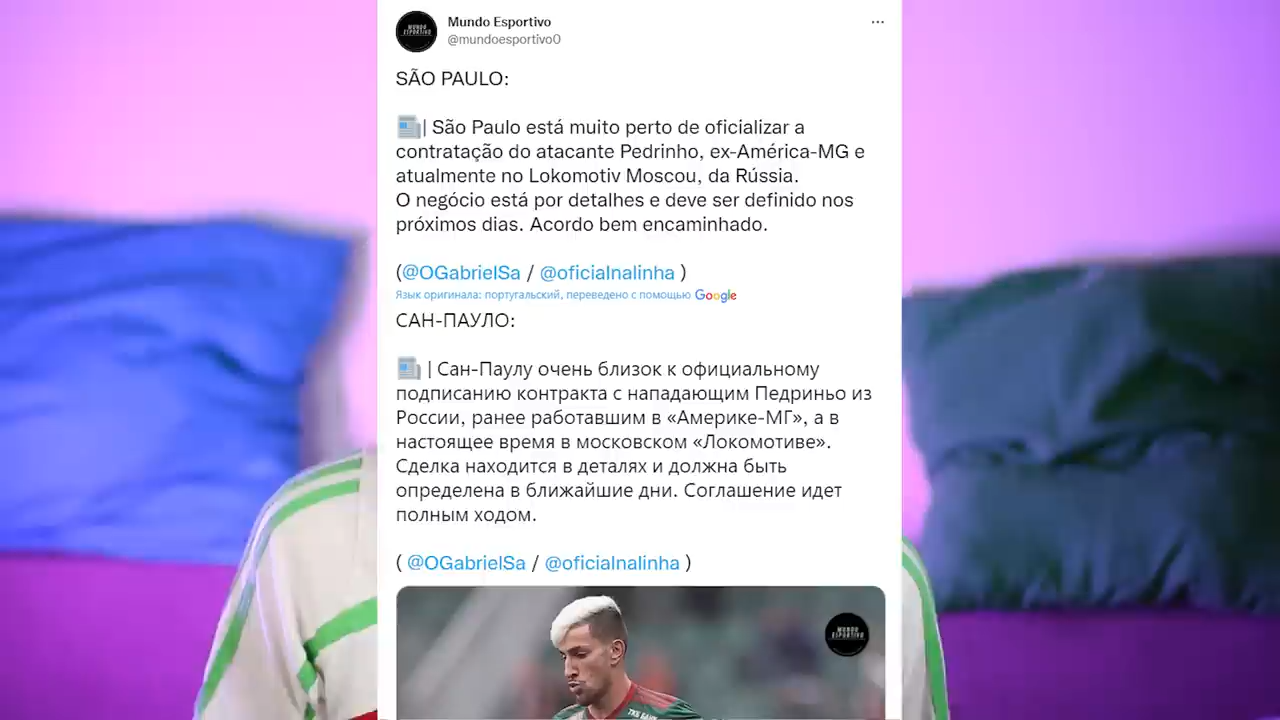 Mundo Esportivo
@mundoesportivo0
SÃO PAULO:
| São Paulo está muito perto de oficializar a
contratação do atacante Pedrinho, ex-América-MG e
atualmente no Lokomotiv Moscou, da Rússia.
O negócio está por detalhes e deve ser definido nos
próximos dias. Acordo bem encaminhado.
(@OGabrielSa / @oficialnalinha )
Язык оригинала: португальский, переведено с помощью Google
САН-ПАУЛО:
| Сан-Паулу очень близок к официальному
подписанию контракта с нападающим Педриньо из
России, ранее работавшим в «Америке-МГ», а в
настоящее время в московском «Локомотиве».
Сделка находится в деталях и должна быть
определена в ближайшие дни. Соглашение идет
полным ходом.
( @OGabrielSa / @oficialnalinha )
MUNDO
ESPORTIVO